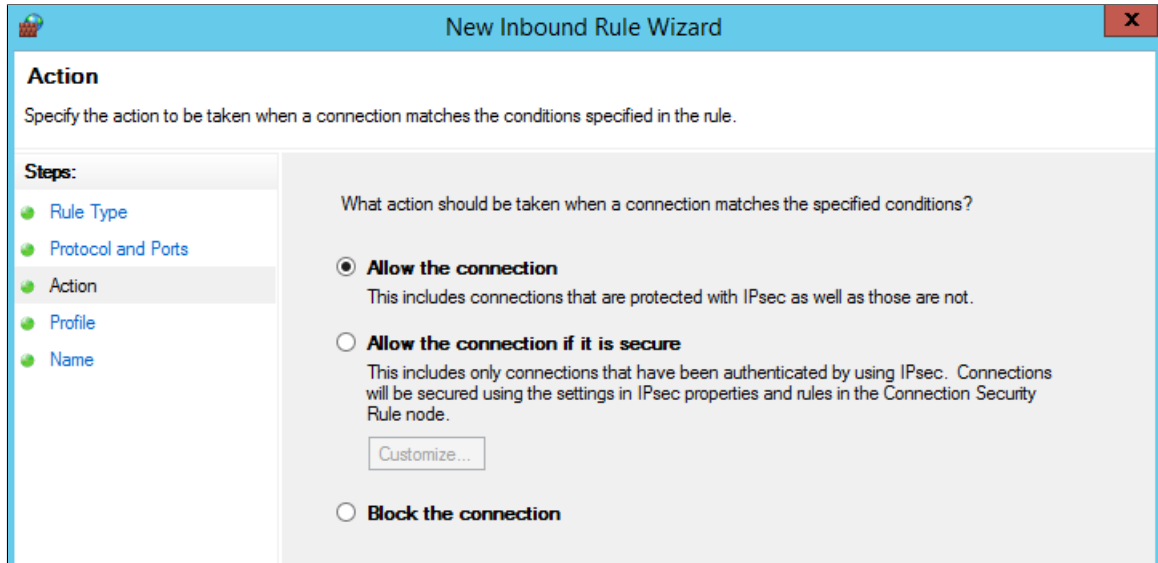 New Inbound Rule Wizard
X
Action
Specify the action to be taken when a connection matches the conditions specified in the rule.
Steps:
Rule Type
Protocol and Ports
Action
Profile
Name
What action should be taken when a connection matches the specified conditions?
Allow the connection
This includes connections that are protected with IPsec as well as those are not.
Allow the connection if it is secure
This includes only connections that have been authenticated by using IPsec. Connections
will be secured using the settings in IPsec properties and rules in the Connection Security
Rule node.
Customize...
Block the connection